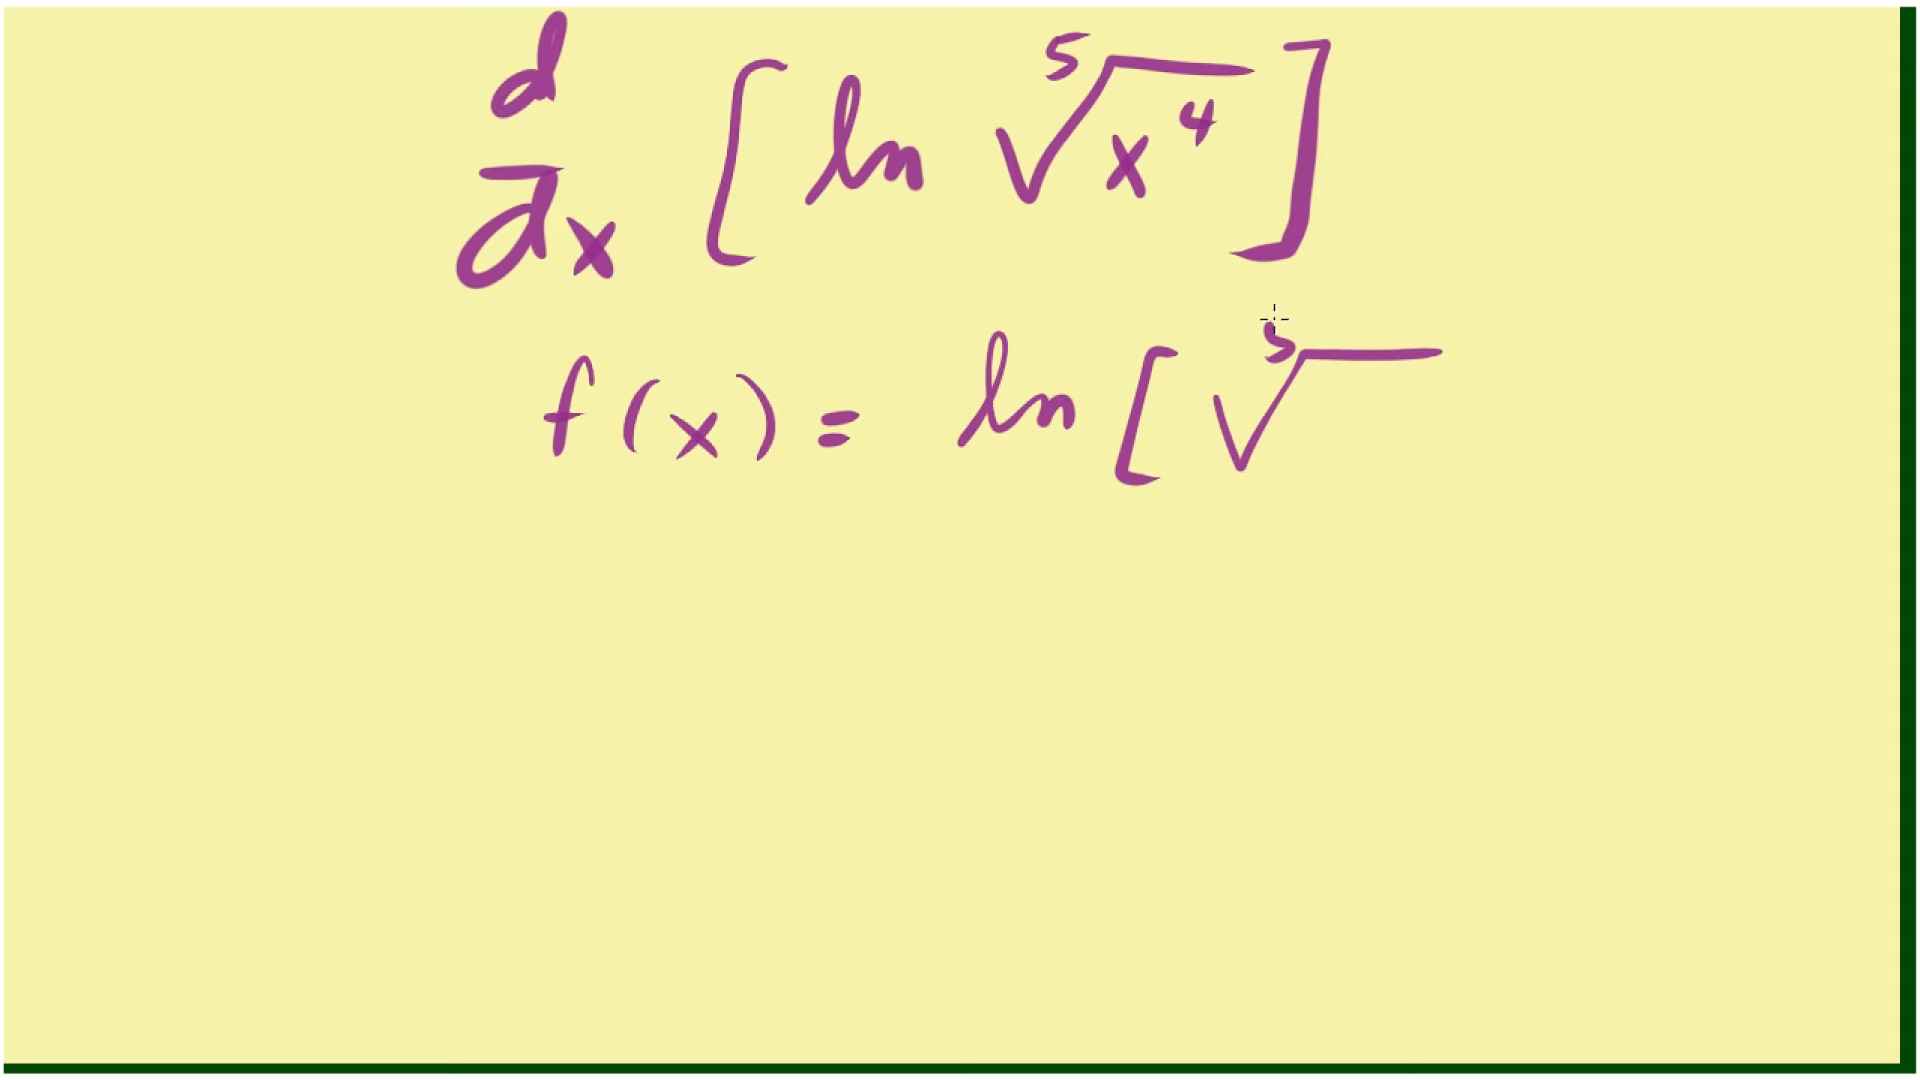 d/dx [ln ⁵√x⁴]
f(x) = ln [⁵√